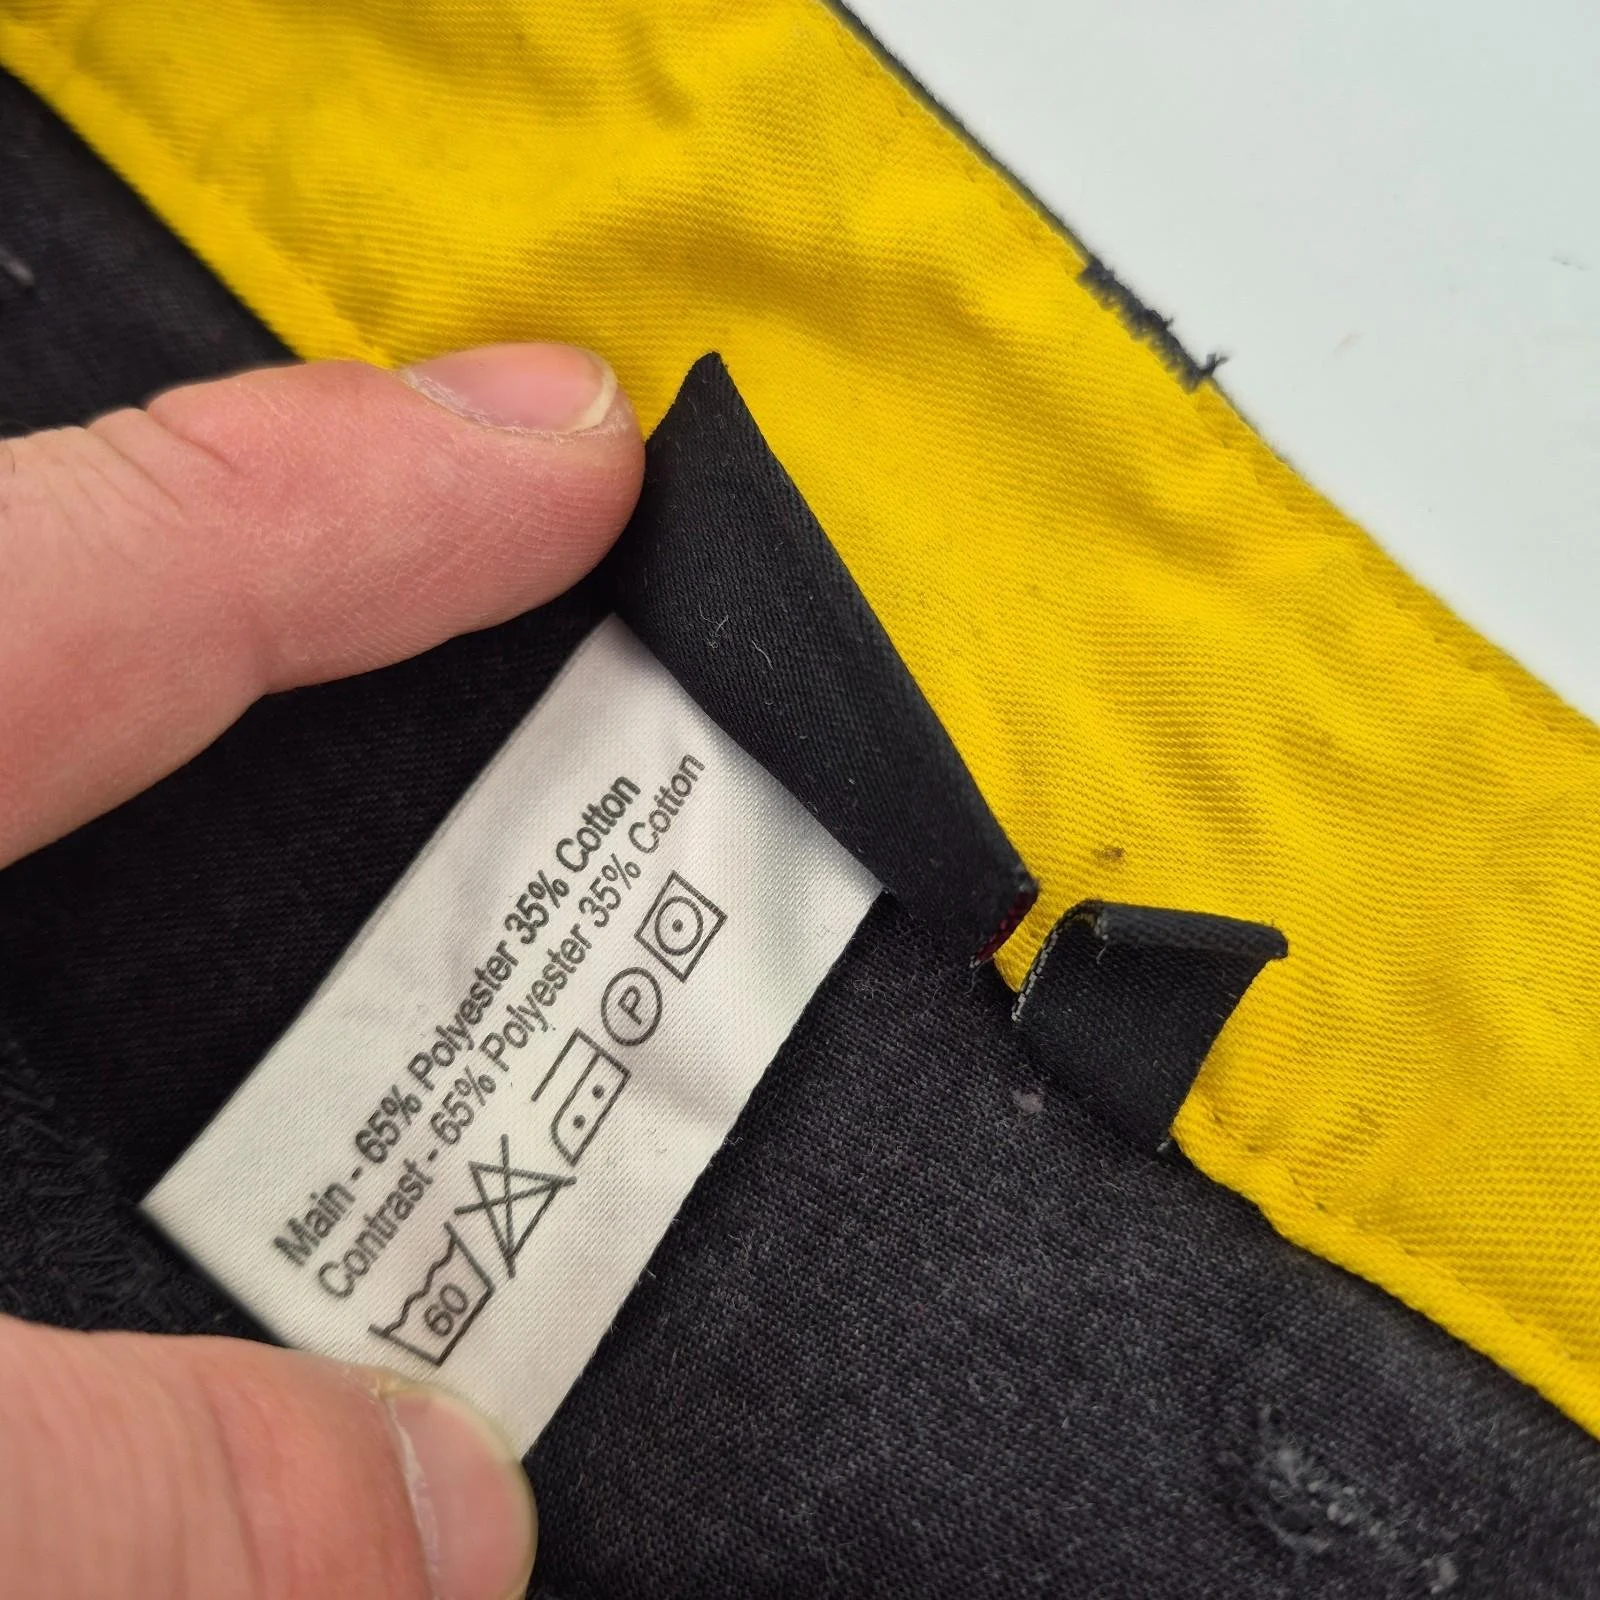 Main - 65% Polyester 35% Cotton
Contrast - 65% Polyester 35% Cotton
60 P